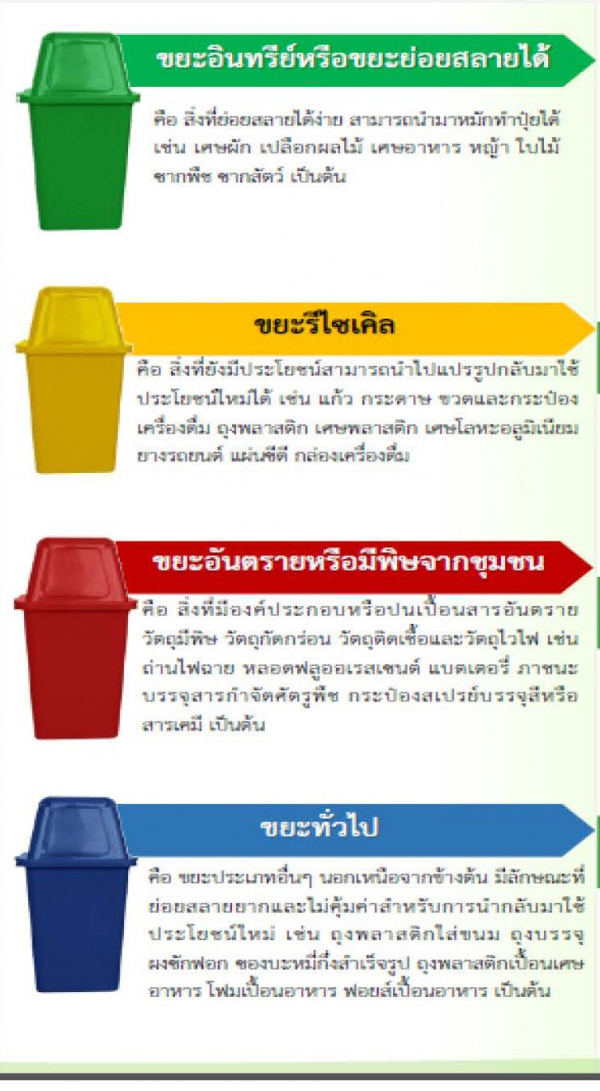 ขยะอินทรีย์หรือขยะย่อยสลายได้
คือ สิ่งที่ย่อยสลายได้ง่าย สามารถนำมาหมักทำปุ๋ยได้
เช่น เศษผัก เปลือกผลไม้ เศษอาหาร หญ้า ใบไม้
ซากพืช ซากสัตว์ เป็นต้น
ขยะรีไซเคิล
คือ สิ่งที่ยังมีประโยชน์สามารถนำไปแปรรูปกลับมาใช้
ประโยชน์ใหม่ได้ เช่น แก้ว กระดาษ ขวดและกระป๋อง
เครื่องดื่ม ถุงพลาสติก เศษพลาสติก เศษโลหะอลูมิเนียม
ยางรถยนต์ แผ่นซีดี กล่องเครื่องดื่ม
ขยะอันตรายหรือมีพิษจากชุมชน
คือ สิ่งที่มีองค์ประกอบหรือปนเปื้อนสารอันตราย
วัตถุมีพิษ วัตถุกัดกร่อน วัตถุติดเชื้อและวัตถุไวไฟ เช่น
ถ่านไฟฉาย หลอดฟลูออเรสเซนต์ แบตเตอรี่ ภาชนะ
บรรจุสารกำจัดศัตรูพืช กระป๋องสเปรย์บรรจุสีหรือ
สารเคมี เป็นต้น
ขยะทั่วไป
คือ ขยะประเภทอื่นๆ นอกเหนือจากข้างต้น มีลักษณะที่
ย่อยสลายยากและไม่คุ้มค่าสำหรับการนำกลับมาใช้
ประโยชน์ใหม่ เช่น ถุงพลาสติกใส่ขนม ถุงบรรจุ
ผงซักฟอก ซองบะหมี่กึ่งสำเร็จรูป ถุงพลาสติกเปื้อนเศษ
อาหาร โฟมเปื้อนอาหาร ฟอยล์เปื้อนอาหาร เป็นต้น